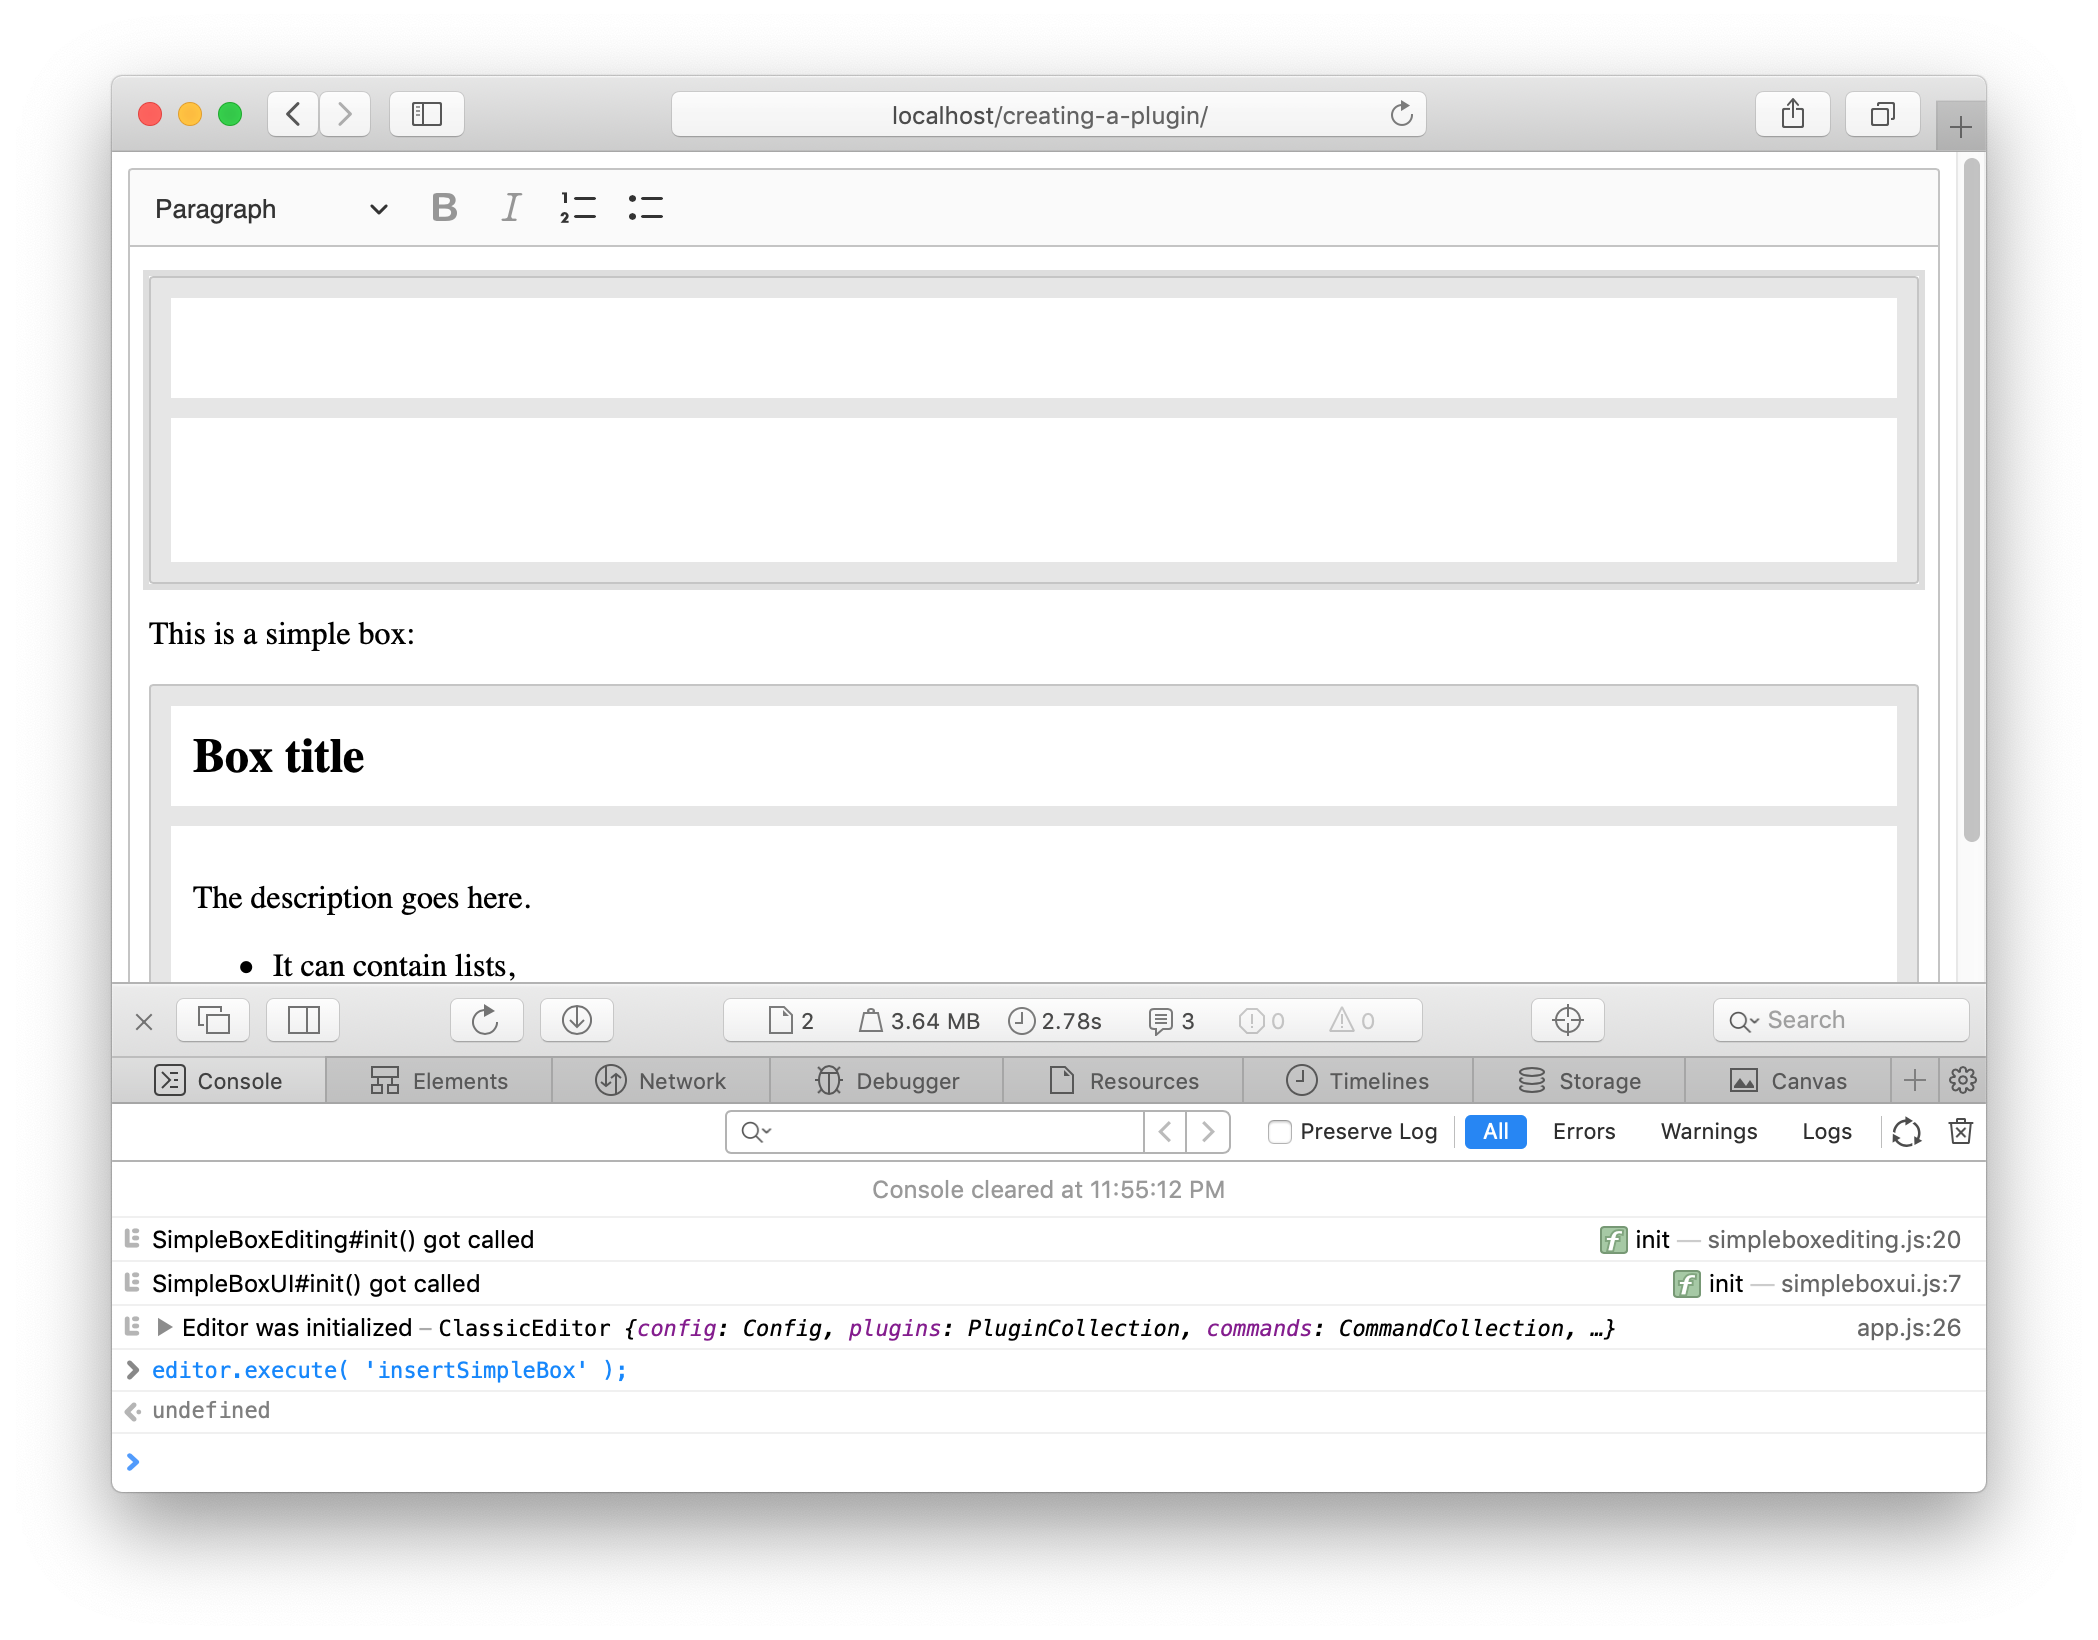 localhost/creating-a-plugin/
Paragraph B I
This is a simple box:
Box title
The description goes here.
It can contain lists,
2 3.64 MB 2.78s 3 0 0 Search
Console Elements Network Debugger Resources Timelines Storage Canvas
Preserve Log All Errors Warnings Logs
Console cleared at 11:55:12 PM
SimpleBoxEditing#init() got called f init — simpleboxediting.js:20
SimpleBoxUI#init() got called f init — simpleboxui.js:7
Editor was initialized – ClassicEditor {config: Config, plugins: PluginCollection, commands: CommandCollection, …} app.js:26
editor.execute( 'insertSimpleBox' );
undefined